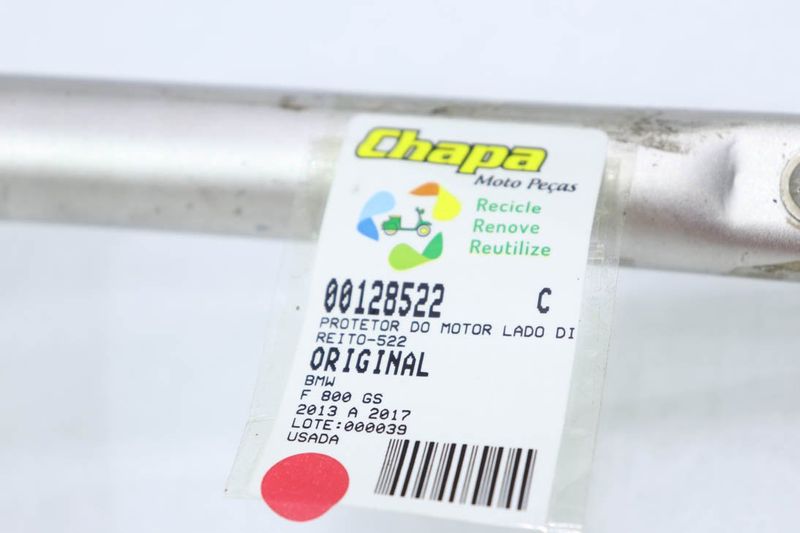 Chapa
Moto Peças
Recicle
Renove
Reutilize
00128522 C
PROTETOR DO MOTOR LADO DI
REITO-522
ORIGINAL
BMW
F 800 GS
2013 A 2017
LOTE:000039
USADA